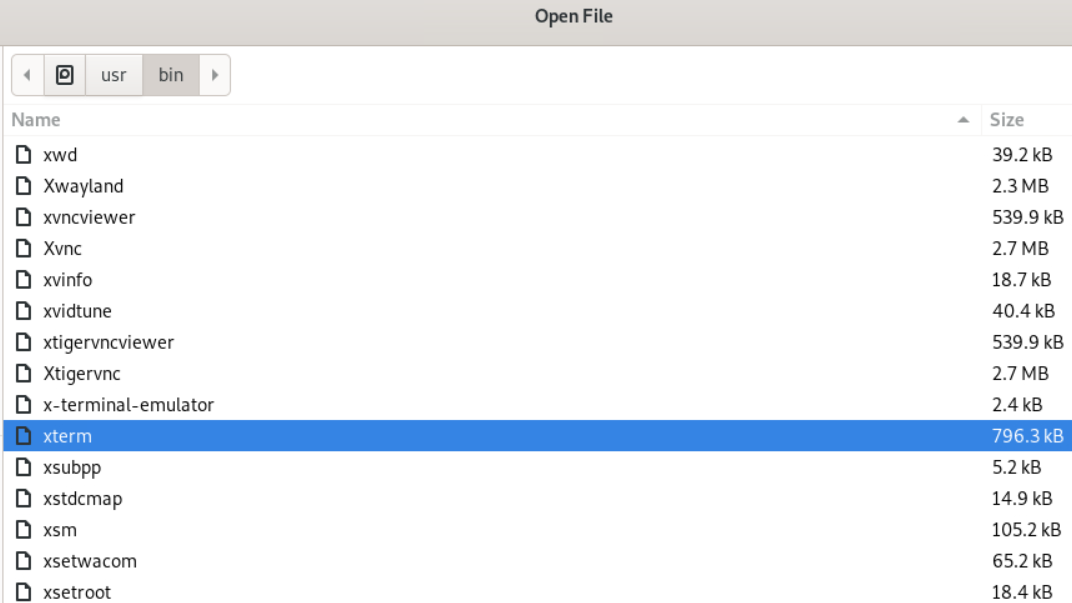 Open File
usr bin
Name Size
xwd 39.2 kB
Xwayland 2.3 MB
xvncviewer 539.9 kB
Xvnc 2.7 MB
xvinfo 18.7 kB
xvidtune 40.4 kB
xtigervncviewer 539.9 kB
Xtigervnc 2.7 MB
x-terminal-emulator 2.4 kB
xterm 796.3 kB
xsubpp 5.2 kB
xstdcmap 14.9 kB
xsm 105.2 kB
xsetwacom 65.2 kB
xsetroot 18.4 kB